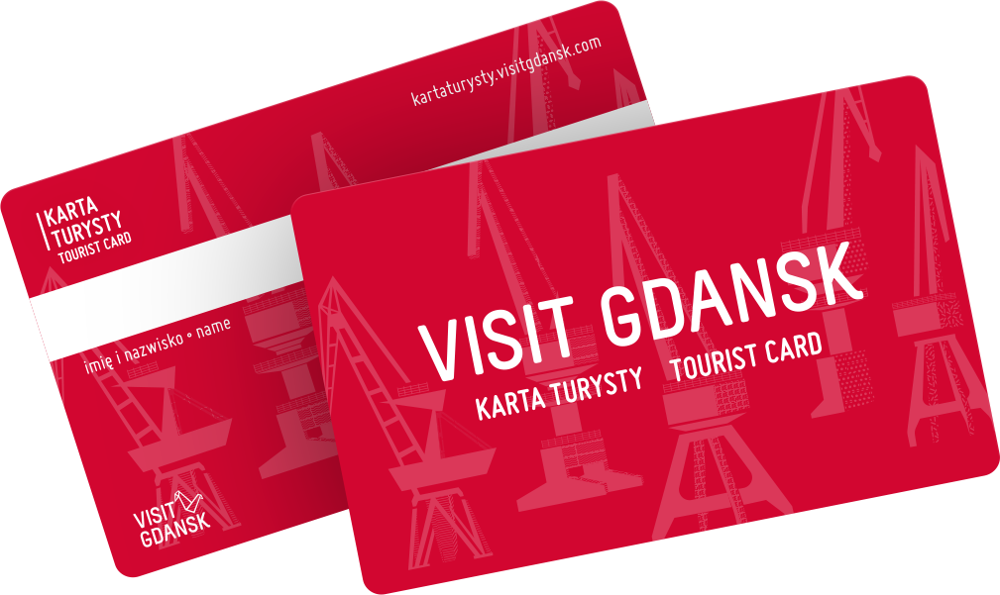 kartaturysty.visitgdansk.com
KARTA
TURYSTY
TOURIST CARD
imię i nazwisko • name
VISIT
GDANSK
VISIT GDANSK
KARTA TURYSTY TOURIST CARD